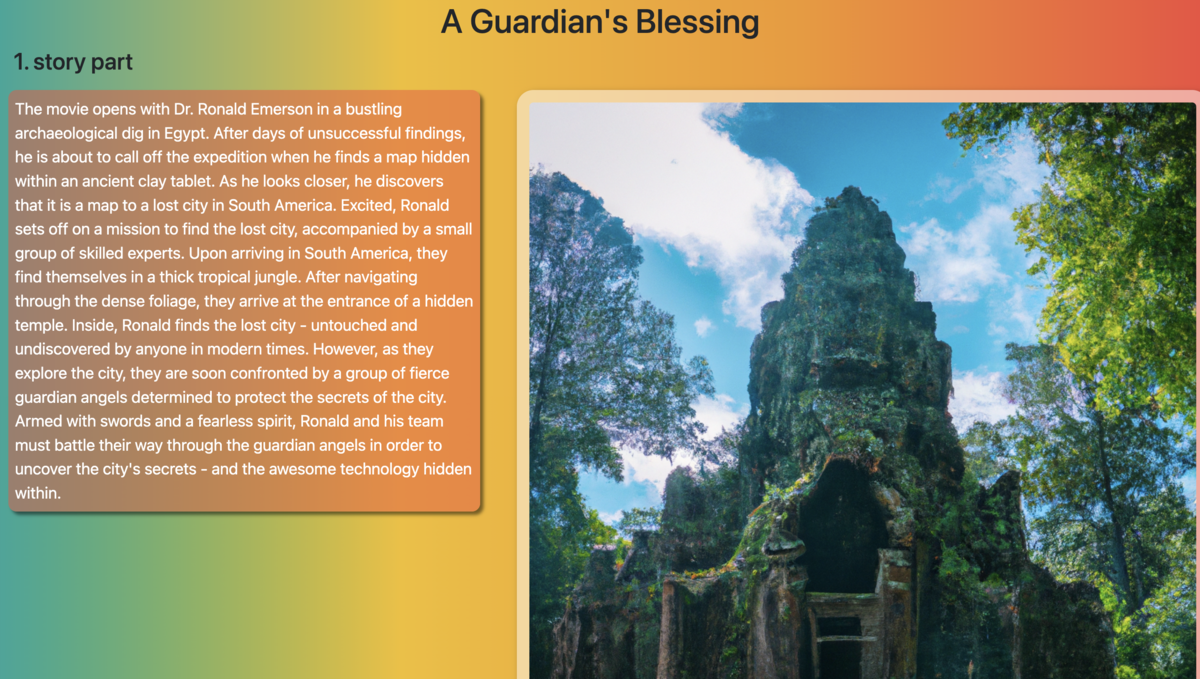 A Guardian's Blessing
1. story part
The movie opens with Dr. Ronald Emerson in a bustling
archaeological dig in Egypt. After days of unsuccessful findings,
he is about to call off the expedition when he finds a map hidden
within an ancient clay tablet. As he looks closer, he discovers
that it is a map to a lost city in South America. Excited, Ronald
sets off on a mission to find the lost city, accompanied by a small
group of skilled experts. Upon arriving in South America, they
find themselves in a thick tropical jungle. After navigating
through the dense foliage, they arrive at the entrance of a hidden
temple. Inside, Ronald finds the lost city - untouched and
undiscovered by anyone in modern times. However, as they
explore the city, they are soon confronted by a group of fierce
guardian angels determined to protect the secrets of the city.
Armed with swords and a fearless spirit, Ronald and his team
must battle their way through the guardian angels in order to
uncover the city's secrets - and the awesome technology hidden
within.